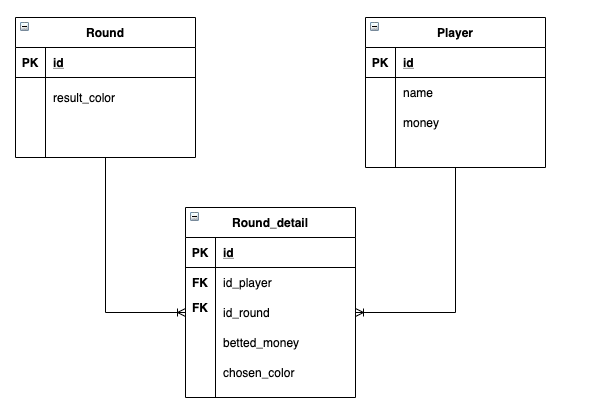 Round
PK id
result_color
Player
PK id
name
money
Round_detail
PK id
FK id_player
FK id_round
betted_money
chosen_color